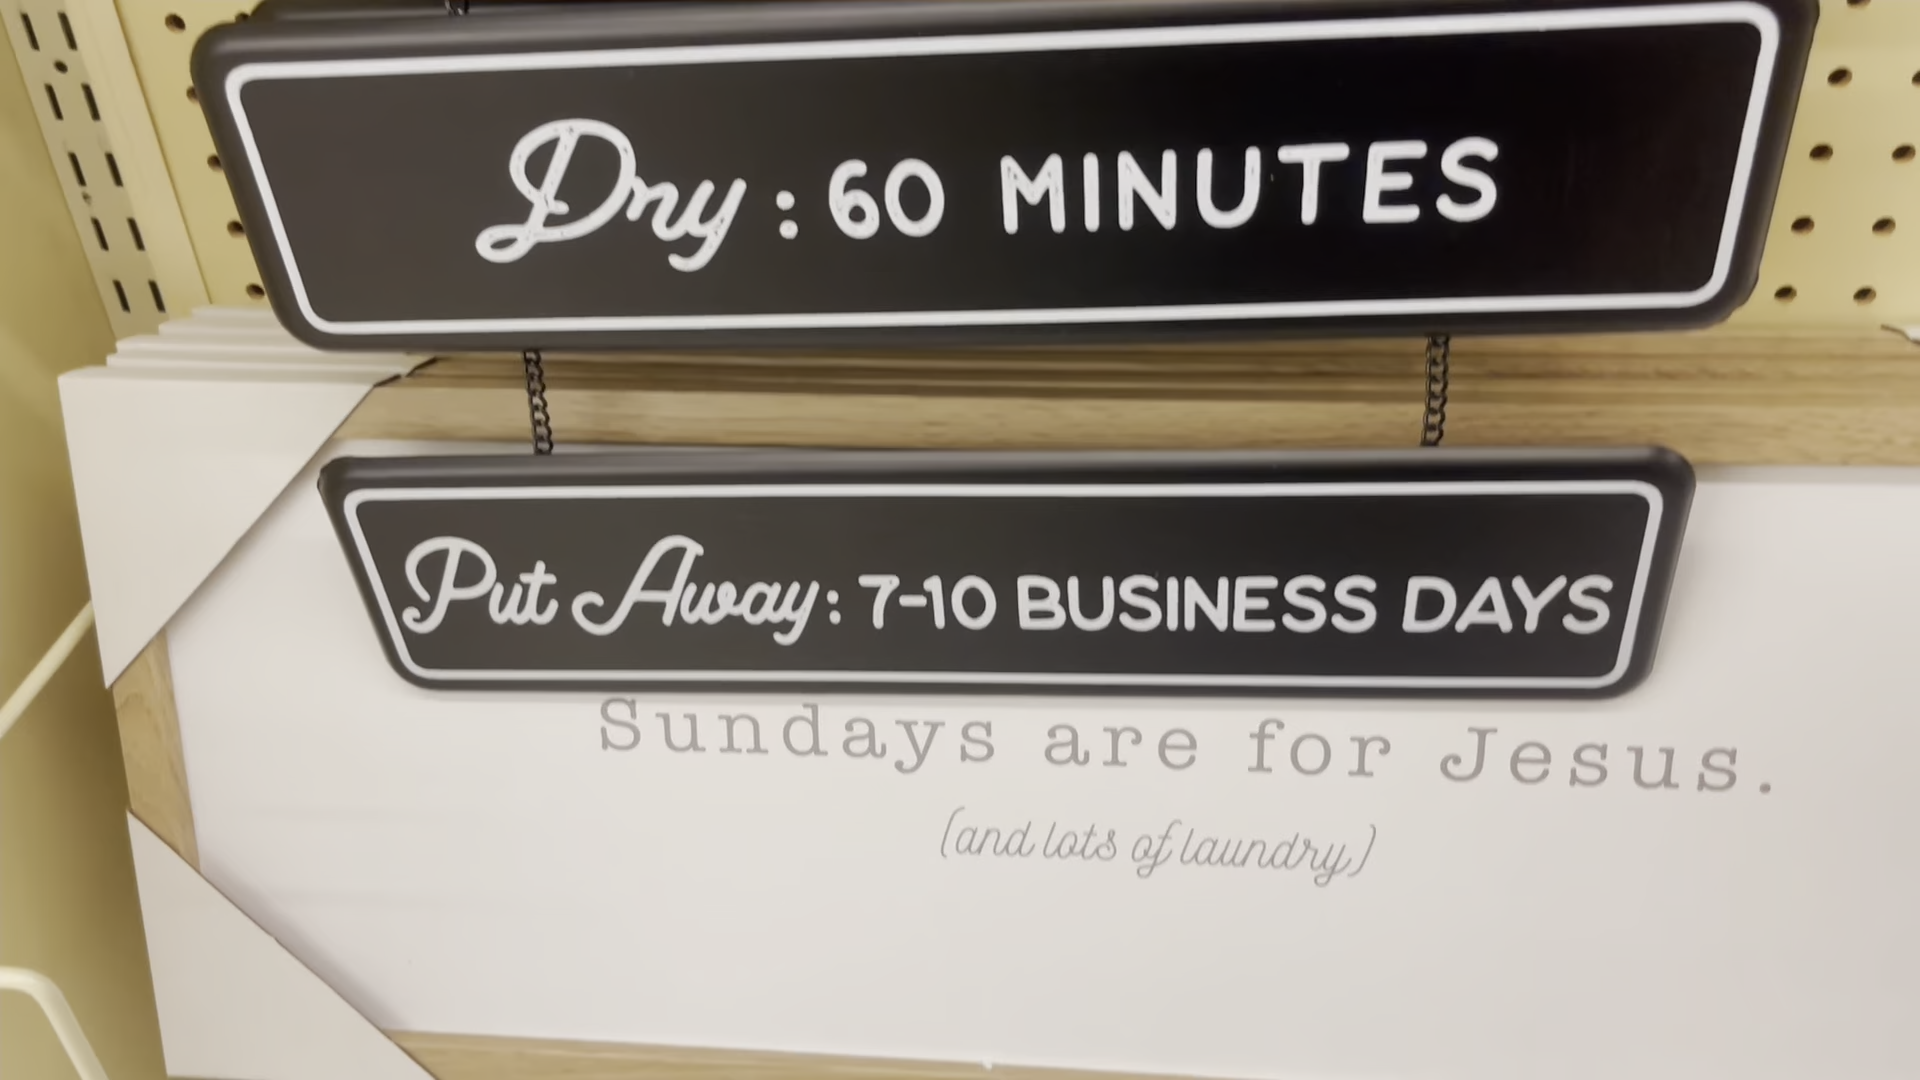 Dry: 60 MINUTES
Put Away: 7-10 BUSINESS DAYS
Sundays are for Jesus.
(and lots of laundry)